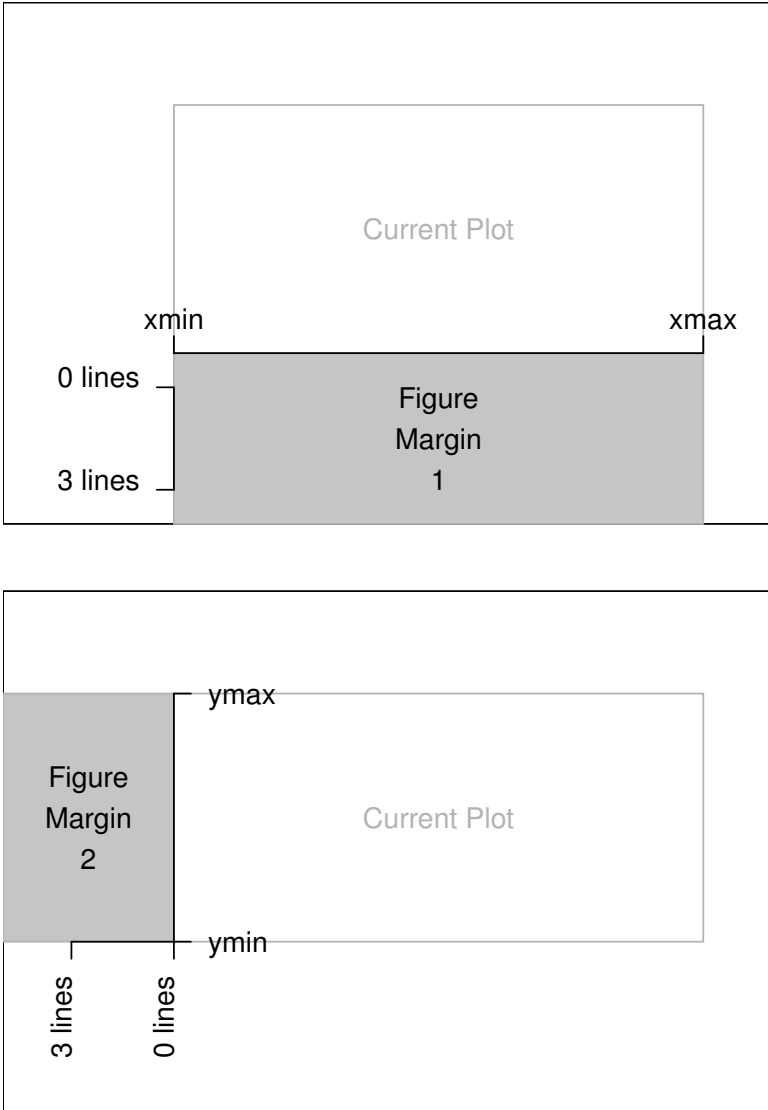 Current Plot
xmin
xmax
0 lines
Figure
Margin
1
3 lines
ymax
Figure
Margin
2
Current Plot
ymin
3 lines
0 lines